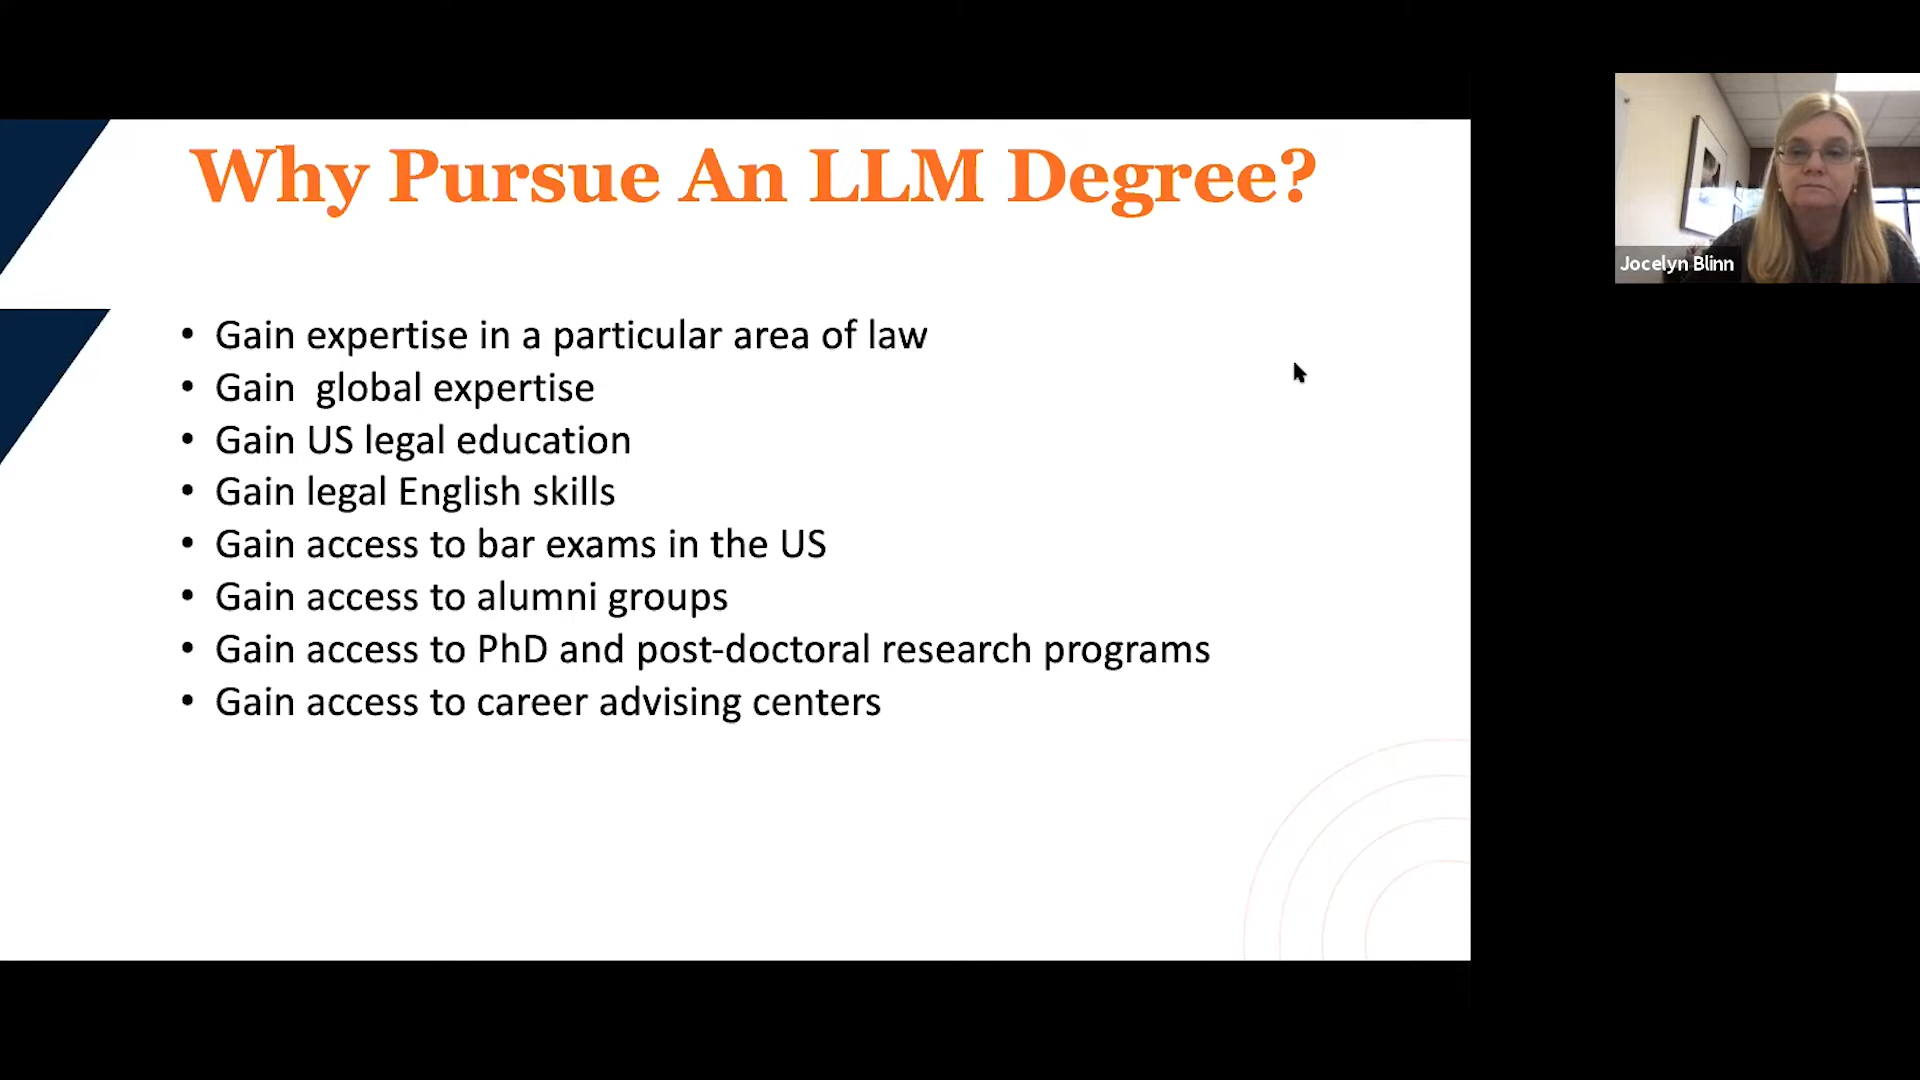 Why Pursue An LLM Degree?
• Gain expertise in a particular area of law
• Gain  global expertise
• Gain US legal education
• Gain legal English skills
• Gain access to bar exams in the US
• Gain access to alumni groups
• Gain access to PhD and post-doctoral research programs
• Gain access to career advising centers
Jocelyn Blinn